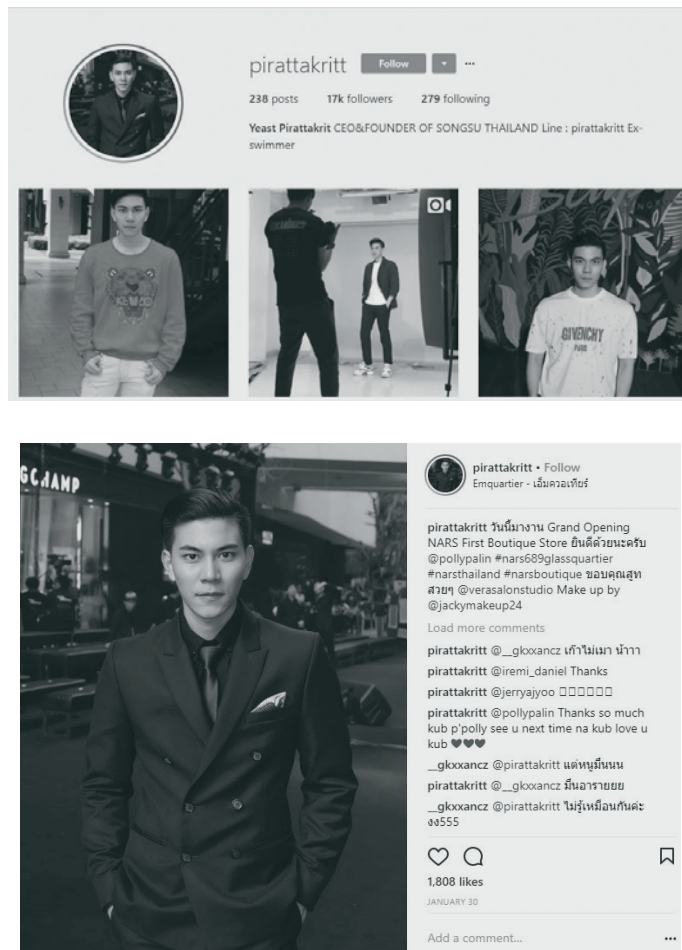 pirattakritt Follow
238 posts 17k followers 279 following
Yeast Pirattakrit CEO&FOUNDER OF SONGSU THAILAND Line : pirattakritt Ex-
swimmer
KENZO
GIVENCHY
PARIS
GCHAMP
pirattakritt • Follow
Emquartier - เอ็มควอเทียร์
pirattakritt วันนี้มางาน Grand Opening
NARS First Boutique Store ยินดีด้วยนะครับ
@pollypalin #nars689glassquartier
#narsthailand #narsboutique ขอบคุณสูท
สวยๆ @verasalonstudio Make up by
@jackymakeup24
Load more comments
pirattakritt @__gkxxancz เก๊าไม่เมา น้าาา
pirattakritt @iremi_daniel Thanks
pirattakritt @jerryajyoo □□□□□□
pirattakritt @pollypalin Thanks so much
kub p'polly see u next time na kub love u
kub ♥♥♥
__gkxxancz @pirattakritt แต่หนูมึนนน
pirattakritt @__gkxxancz มึนอารายยย
__gkxxancz @pirattakritt ไม่รู้เหมือนกันค่ะ
งง555
1,808 likes
JANUARY 30
Add a comment...